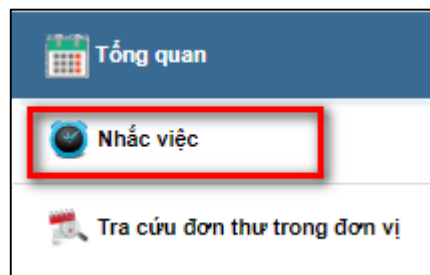 Tổng quan
Nhắc việc
Tra cứu đơn thư trong đơn vị